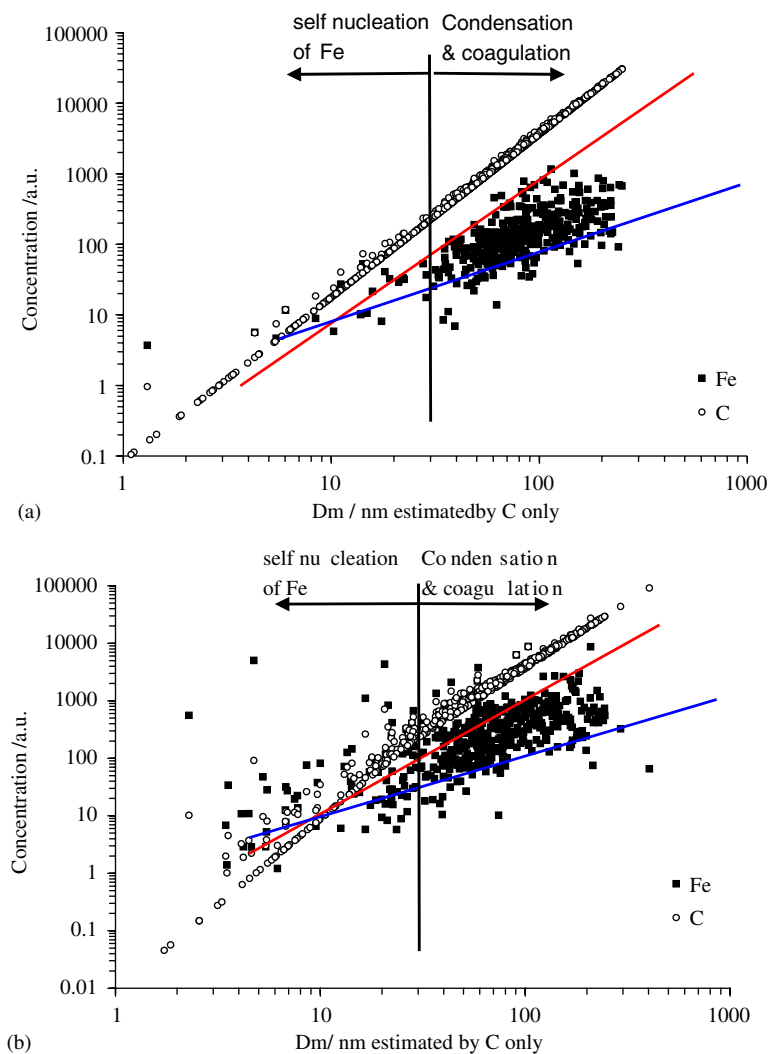 (a)
self nucleation
of Fe
Condensation
& coagulation
Concentration /a.u.
100000
10000
1000
100
10
1
0.1
Fe
C
1
10
100
1000
Dm / nm estimatedby C only
(b)
self nu cleation
of Fe
Co nden satio n
& coagu latio n
Concentration /a.u.
100000
10000
1000
100
10
1
0.1
0.01
Fe
C
1
10
100
1000
Dm/ nm estimated by C only